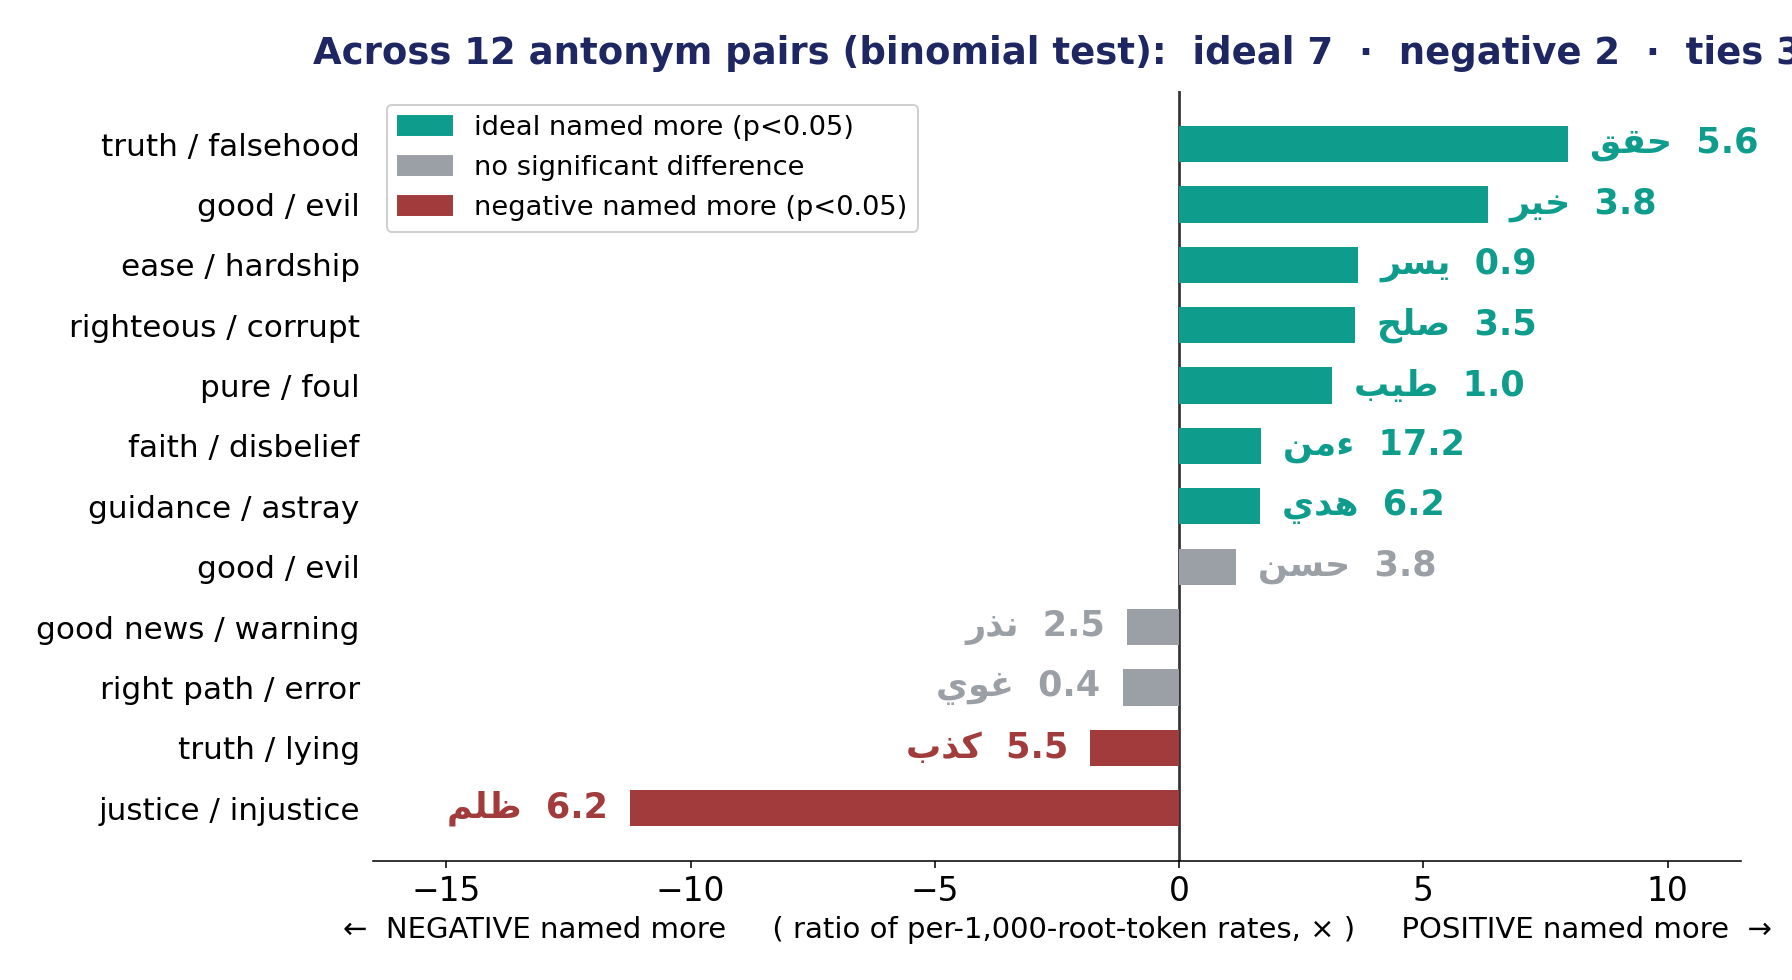 Across 12 antonym pairs (binomial test): ideal 7 · negative 2 · ties 3
ideal named more (p<0.05)
no significant difference
negative named more (p<0.05)
truth / falsehood حقق 5.6
good / evil خير 3.8
ease / hardship يسر 0.9
righteous / corrupt صلح 3.5
pure / foul طيب 1.0
faith / disbelief ءمن 17.2
guidance / astray هدي 6.2
good / evil حسن 3.8
good news / warning نذر 2.5
right path / error غوي 0.4
truth / lying كذب 5.5
justice / injustice ظلم 6.2
−15 −10 −5 0 5 10
← NEGATIVE named more ( ratio of per-1,000-root-token rates, × ) POSITIVE named more →